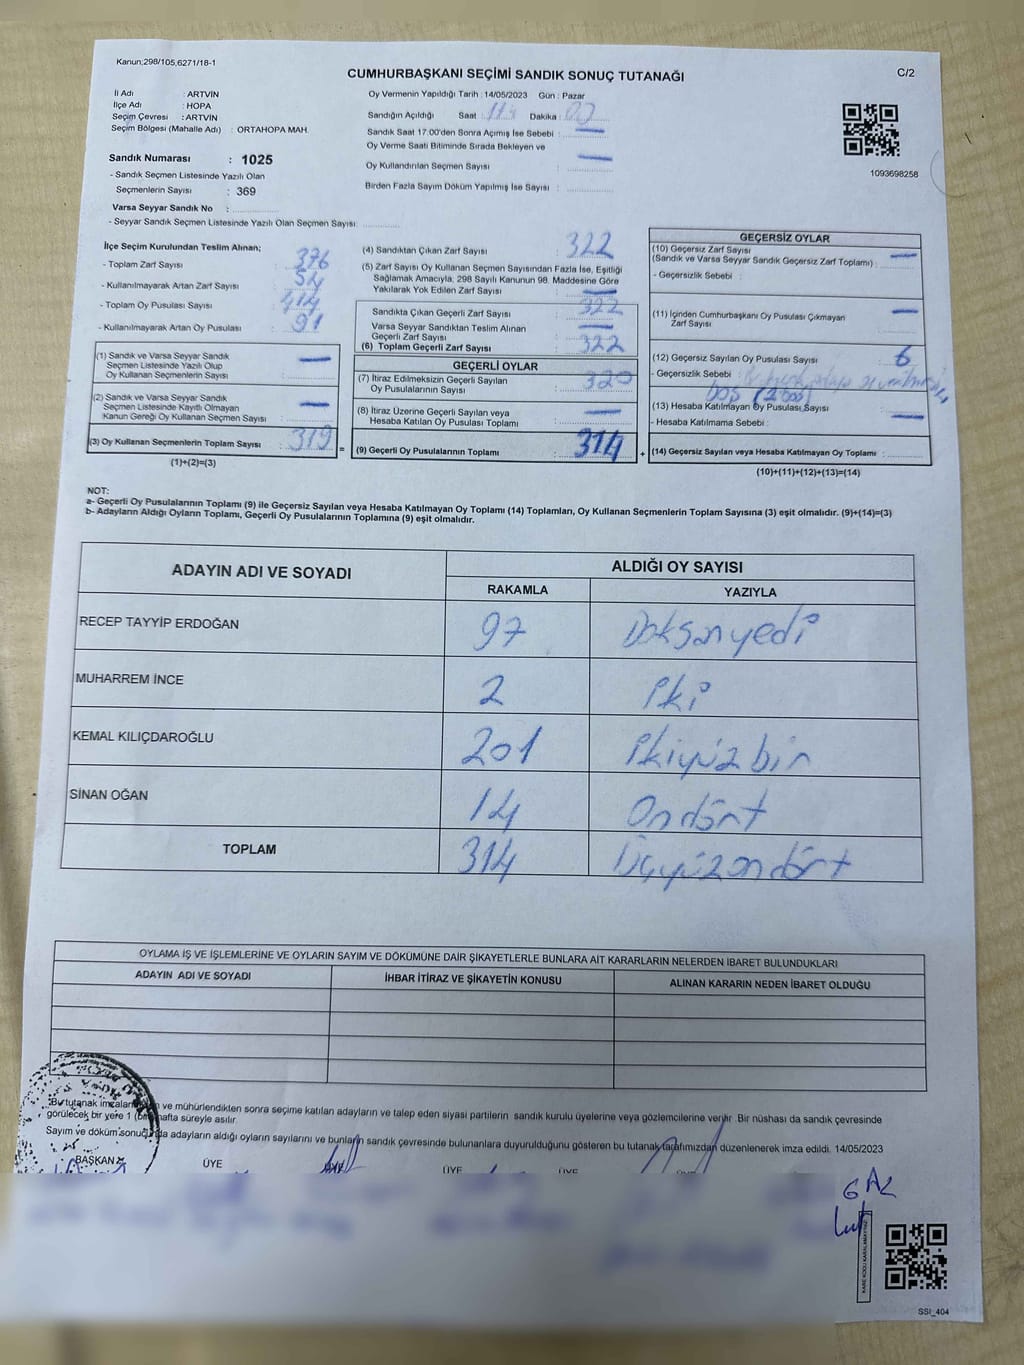 Kanun;298/105,6271/18-1
CUMHURBAŞKANI SEÇİMİ SANDIK SONUÇ TUTANAĞI
C/2
İl Adı : ARTVİN
İlçe Adı : HOPA
Seçim Çevresi : ARTVİN
Seçim Bölgesi (Mahalle Adı) : ORTAHOPA MAH.
Sandık Numarası : 1025
- Sandık Seçmen Listesinde Yazılı Olan
Seçmenlerin Sayısı : 369
Varsa Seyyar Sandık No :
- Seyyar Sandık Seçmen Listesinde Yazılı Olan Seçmen Sayısı:
Oy Vermenin Yapıldığı Tarih : 14/05/2023 Gün : Pazar
Sandığın Açıldığı Saat Dakika :
Sandık Saat 17:00'den Sonra Açımış İse Sebebi :
Oy Verme Saati Bitiminde Sırada Bekleyen ve
Oy Kullandırılan Seçmen Sayısı :
Birden Fazla Sayım Döküm Yapılmış İse Sayısı :
1093698258
İlçe Seçim Kurulundan Teslim Alınan;
- Toplam Zarf Sayısı : 376
- Kullanılmayarak Artan Zarf Sayısı : 54
- Toplam Oy Pusulası Sayısı : 414
- Kullanılmayarak Artan Oy Pusulası : 91
(1) Sandık ve Varsa Seyyar Sandık
Seçmen Listesinde Yazılı Olup :
Oy Kullanan Seçmenlerin Sayısı
(2) Sandık ve Varsa Seyyar Sandık
Seçmen Listesinde Kayıtlı Olmayan
Kanun Gereği Oy Kullanan Seçmen Sayısı :
(3) Oy Kullanan Seçmenlerin Toplam Sayısı : 319
(1)+(2)=(3)
(4) Sandıktan Çıkan Zarf Sayısı : 322
(5) Zarf Sayısı Oy Kullanan Seçmen Sayısından Fazla İse, Eşitliği
Sağlamak Amacıyla, 298 Sayılı Kanunun 98. Maddesine Göre
Yakılarak Yok Edilen Zarf Sayısı :
Sandıkta Çıkan Geçerli Zarf Sayısı : 322
Varsa Seyyar Sandıktan Teslim Alınan
Geçerli Zarf Sayısı :
(6) Toplam Geçerli Zarf Sayısı : 322
GEÇERLİ OYLAR
(7) İtiraz Edilmeksizin Geçerli Sayılan
Oy Pusulasının Sayısı : 320
(8) İtiraz Üzerine Geçerli Sayılan veya
Hesaba Katılan Oy Pusulası Toplamı :
= (9) Geçerli Oy Pusulalarının Toplamı : 314
GEÇERSİZ OYLAR
(10) Geçersiz Zarf Sayısı
(Sandık ve Varsa Seyyar Sandık Geçersiz Zarf Toplamı) :
- Geçersizlik Sebebi :
(11) İçinden Cumhurbaşkanı Oy Pusulası Çıkmayan
Zarf Sayısı :
(12) Geçersiz Sayılan Oy Pusulası Sayısı : 6
- Geçersizlik Sebebi :
boş
(13) Hesaba Katılmayan Oy Pusulası Sayısı :
- Hesaba Katılmama Sebebi :
+ (14) Geçersiz Sayılan veya Hesaba Katılmayan Oy Toplamı :
(10)+(11)+(12)+(13)=(14)
NOT:
a- Geçerli Oy Pusulalarının Toplamı (9) ile Geçersiz Sayılan veya Hesaba Katılmayan Oy Toplamı (14) Toplamları, Oy Kullanan Seçmenlerin Toplam Sayısına (3) eşit olmalıdır. (9)+(14)=(3)
b- Adayların Aldığı Oyların Toplamı, Geçerli Oy Pusulalarının Toplamına (9) eşit olmalıdır.
ADAYIN ADI VE SOYADI
ALDIĞI OY SAYISI
RAKAMLA YAZIYLA
RECEP TAYYİP ERDOĞAN 97 Doksanyedi
MUHARREM İNCE 2 İki
KEMAL KILIÇDAROĞLU 201 İkiyüzbir
SİNAN OĞAN 14 Ondört
TOPLAM 314 Üçyüzondört
OYLAMA İŞ VE İŞLEMLERİNE VE OYLARIN SAYIM VE DÖKÜMÜNE DAİR ŞİKAYETLERLE BUNLARA AİT KARARLARIN NELERDEN İBARET BULUNDUKLARI
ADAYIN ADI VE SOYADI İHBAR İTİRAZ VE ŞİKAYETİN KONUSU ALINAN KARARIN NEDEN İBARET OLDUĞU
Bu tutanak ve mühürlendikten sonra seçime katılan adayların ve talep eden siyasi partilerin sandık kurulu üyelerine veya gözlemcilerine verilir. Bir nüshası da sandık çevresinde
görülecek bir yere 1 hafta süreyle asılır.
Sayım ve döküm adayların aldığı oyların sayılarını ve bunların sandık çevresinde bulunanlara duyurulduğunu gösteren bu tutanak tarafımızdan düzenlenerek imza edildi. 14/05/2023
BAŞKAN ÜYE ÜYE ÜYE ÜYE
KARE KODU KARALAMAYINIZ
SSI_404